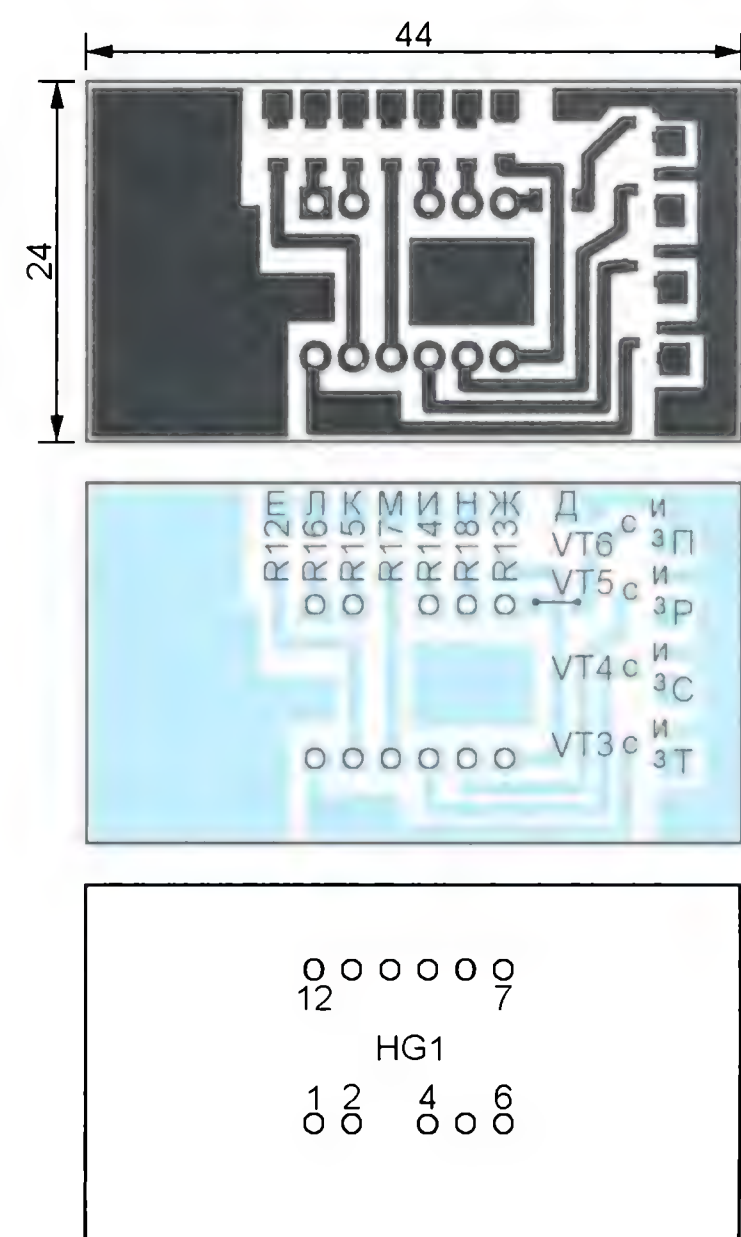 44
24
Е Л К М И Н Ж Д
R12 R16 R15 R17 R14 R18 R13
VT6 с и з П
VT5 с и з Р
VT4 с и з С
VT3 с и з Т
12 7
HG1
1 2 4 6